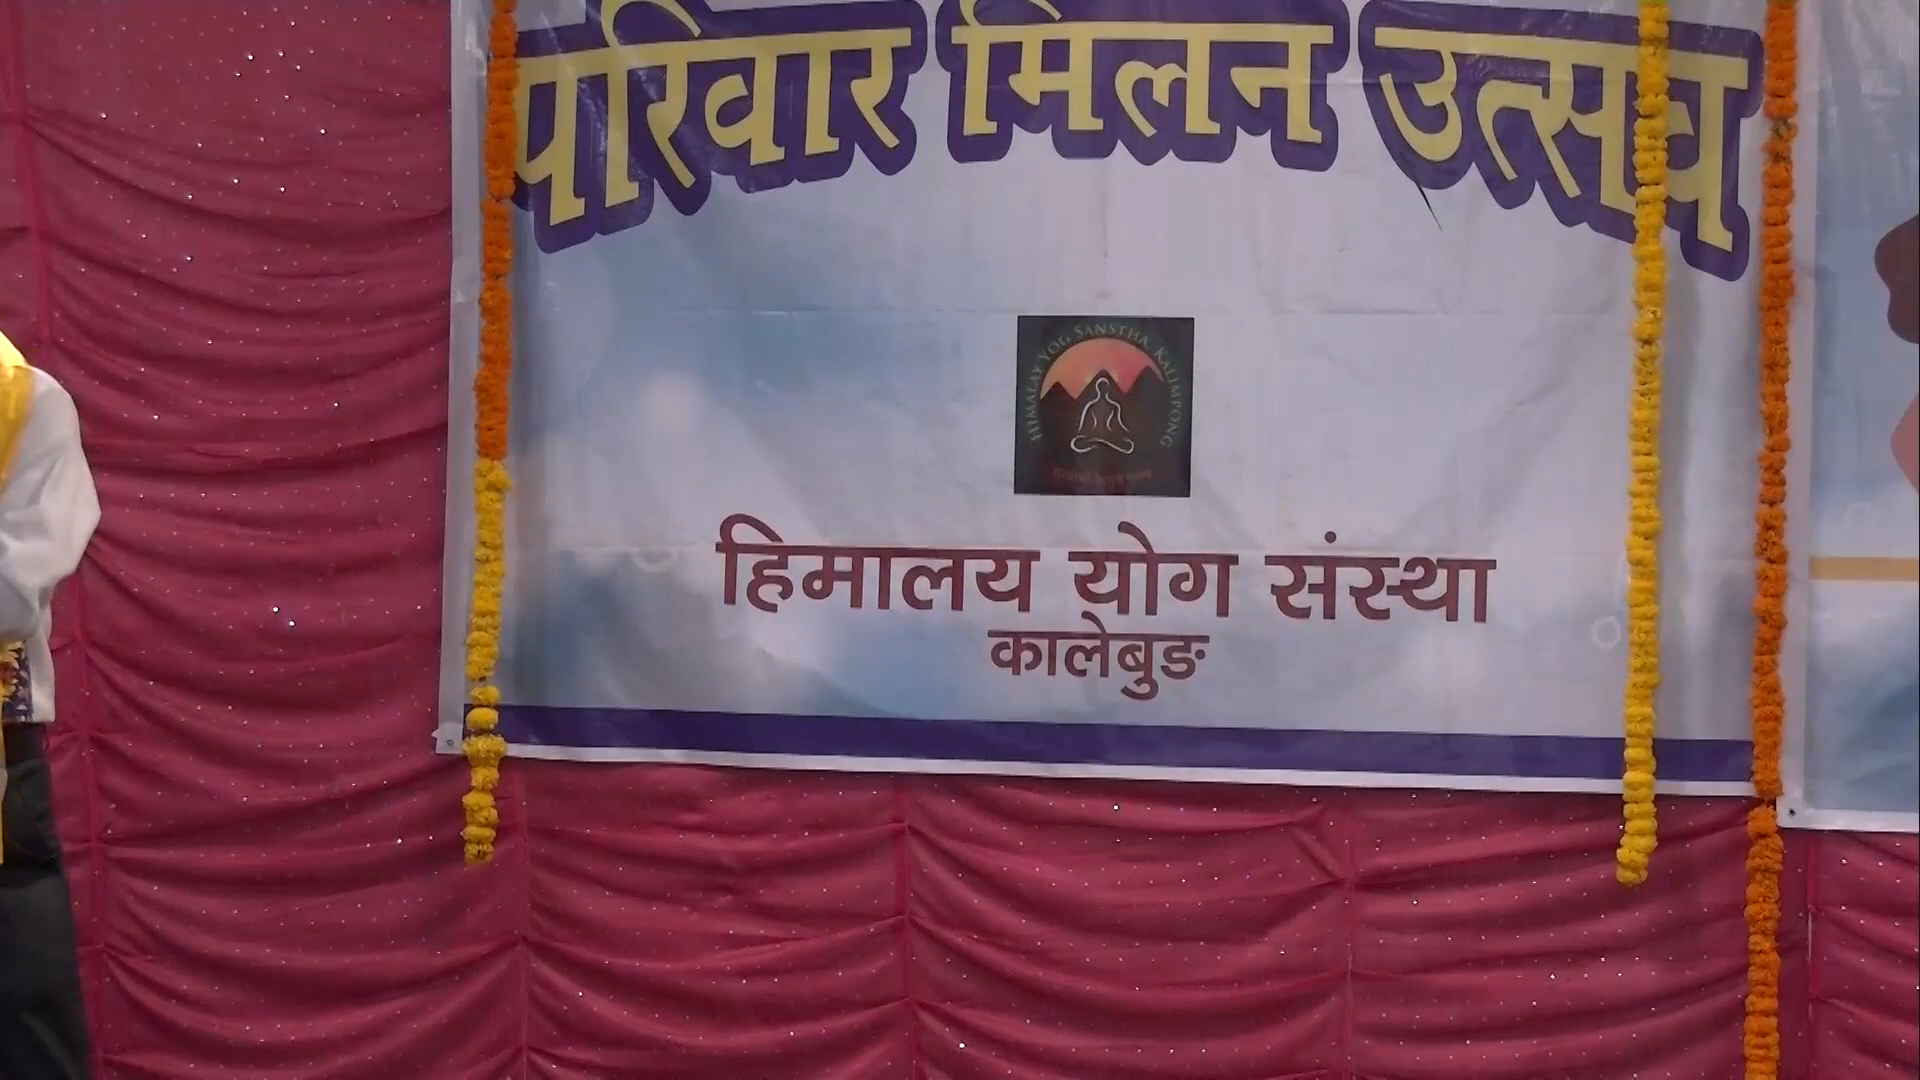 परिवार मिलन उत्सव
HIMALAY YOG SANSTHA, KALIMPONG
हिमालय योग संस्था
कालेबुङ